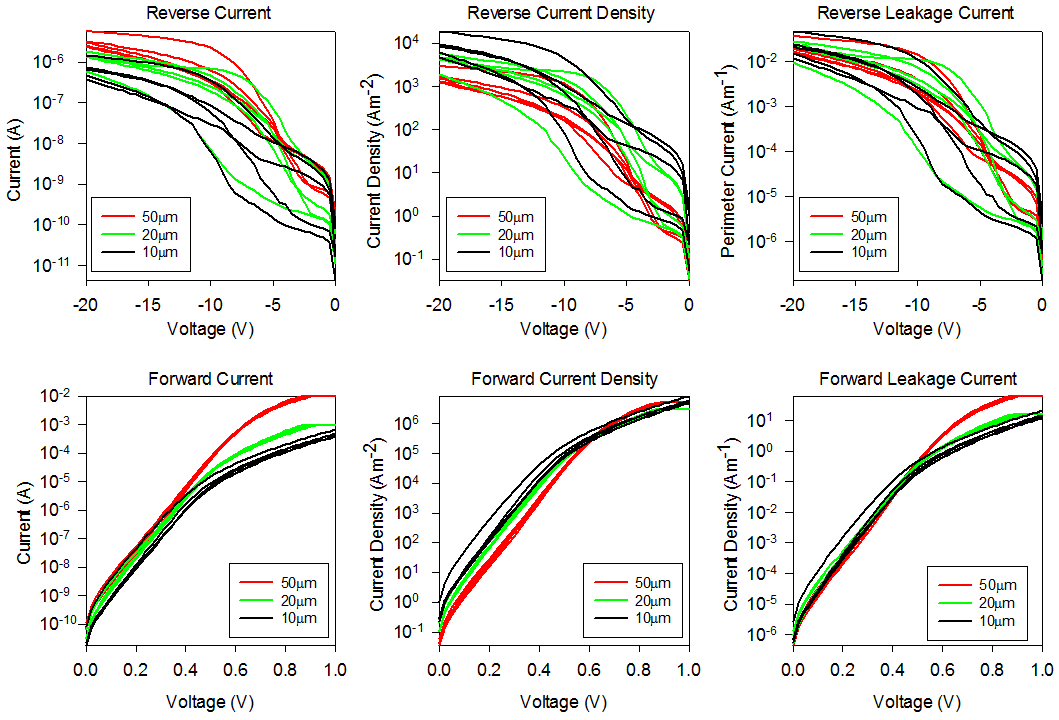 Reverse Current
Reverse Current Density
Reverse Leakage Current
Current (A)
10⁻⁶
10⁻⁷
10⁻⁸
10⁻⁹
10⁻¹⁰
10⁻¹¹
50µm
20µm
10µm
-20 -15 -10 -5 0
Voltage (V)
Current Density (Am⁻²)
10⁴
10³
10²
10¹
10⁰
10⁻¹
50µm
20µm
10µm
-20 -15 -10 -5 0
Voltage (V)
Perimeter Current (Am⁻¹)
10⁻²
10⁻³
10⁻⁴
10⁻⁵
10⁻⁶
50µm
20µm
10µm
-20 -15 -10 -5 0
Voltage (V)
Forward Current
Forward Current Density
Forward Leakage Current
Current (A)
10⁻²
10⁻³
10⁻⁴
10⁻⁵
10⁻⁶
10⁻⁷
10⁻⁸
10⁻⁹
10⁻¹⁰
50µm
20µm
10µm
0.0 0.2 0.4 0.6 0.8 1.0
Voltage (V)
Current Density (Am⁻²)
10⁶
10⁵
10⁴
10³
10²
10¹
10⁰
10⁻¹
50µm
20µm
10µm
0.0 0.2 0.4 0.6 0.8 1.0
Voltage (V)
Current Density (Am⁻¹)
10¹
10⁰
10⁻¹
10⁻²
10⁻³
10⁻⁴
10⁻⁵
10⁻⁶
50µm
20µm
10µm
0.0 0.2 0.4 0.6 0.8 1.0
Voltage (V)